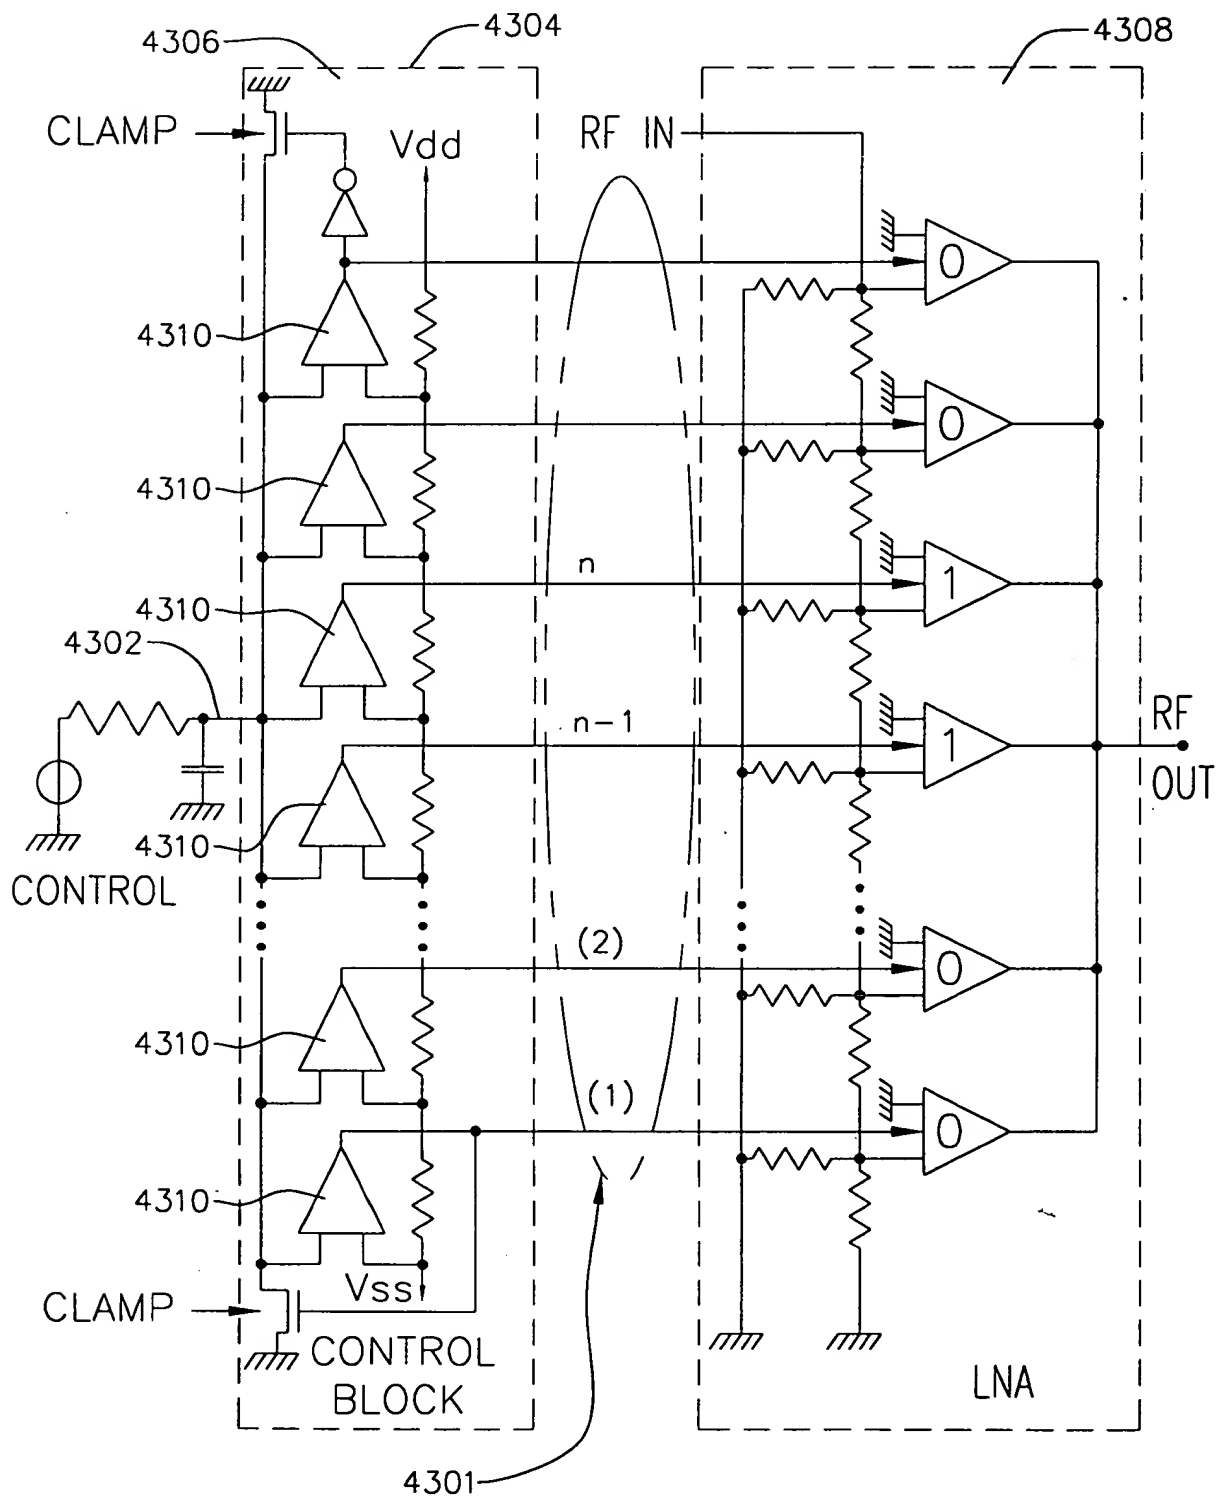 4306
4304
4308
CLAMP
Vdd
RF IN
0
4310
0
4310
n
1
4310
4302
n-1
1
RF
OUT
4310
CONTROL
(2)
0
4310
(1)
0
4310
Vss
CLAMP
CONTROL
BLOCK
LNA
4301